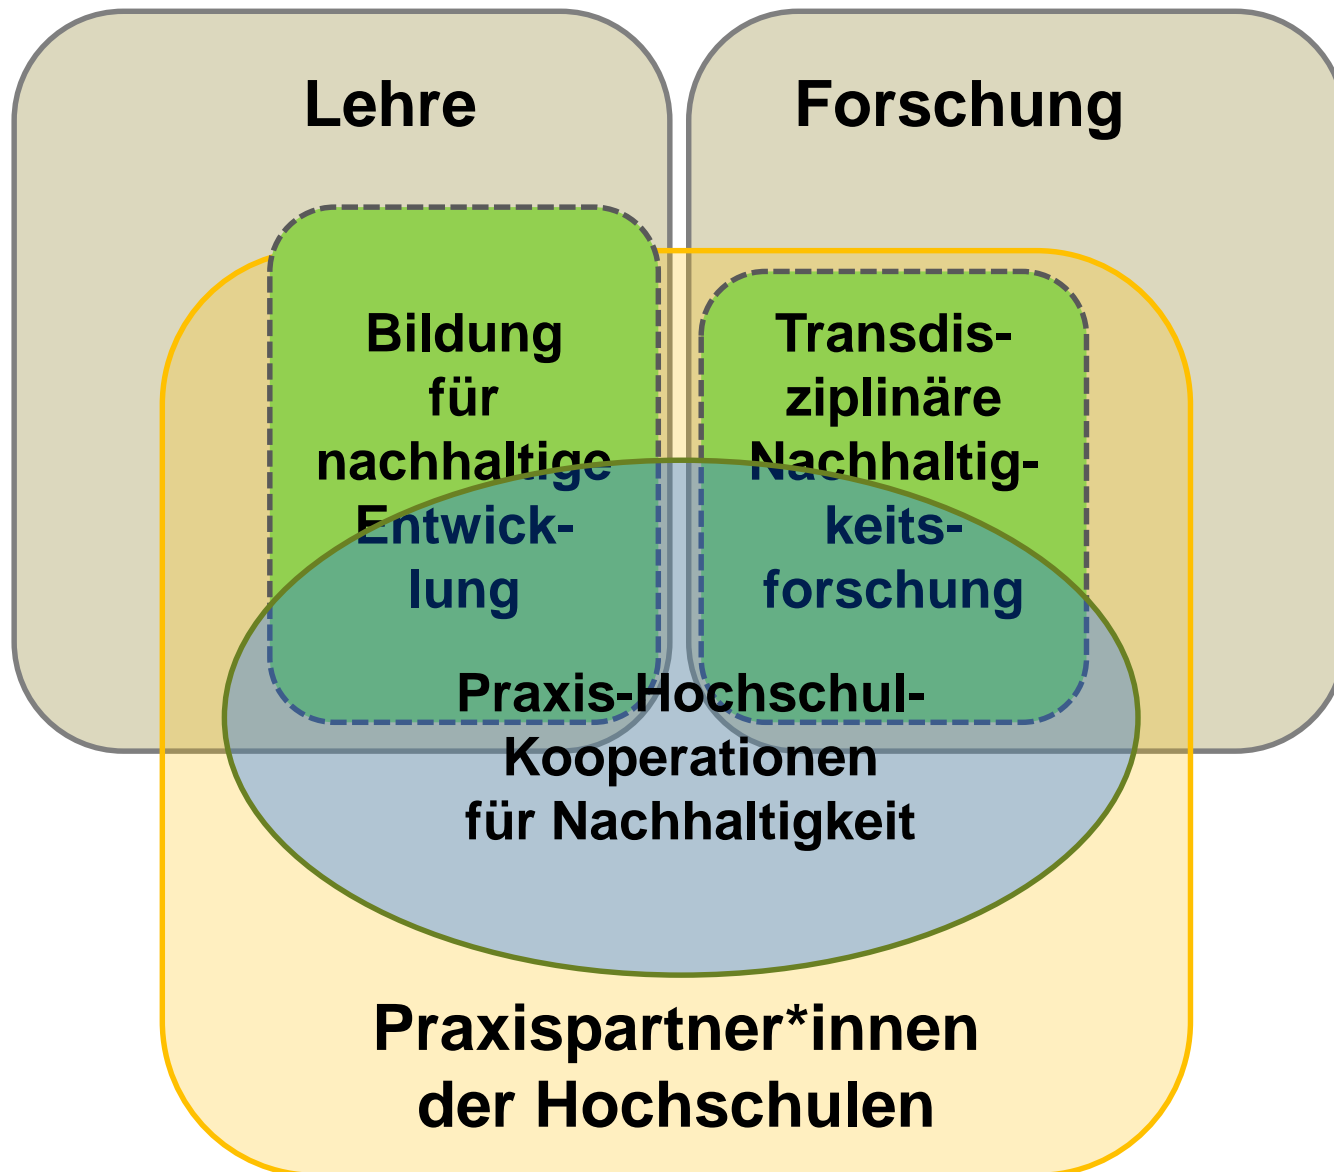 Lehre
Forschung
Bildung
für
nachhaltige
Entwick-
lung
Transdis-
ziplinäre
Nachhaltig-
keits-
forschung
Praxis-Hochschul-
Kooperationen
für Nachhaltigkeit
Praxispartner*innen
der Hochschulen